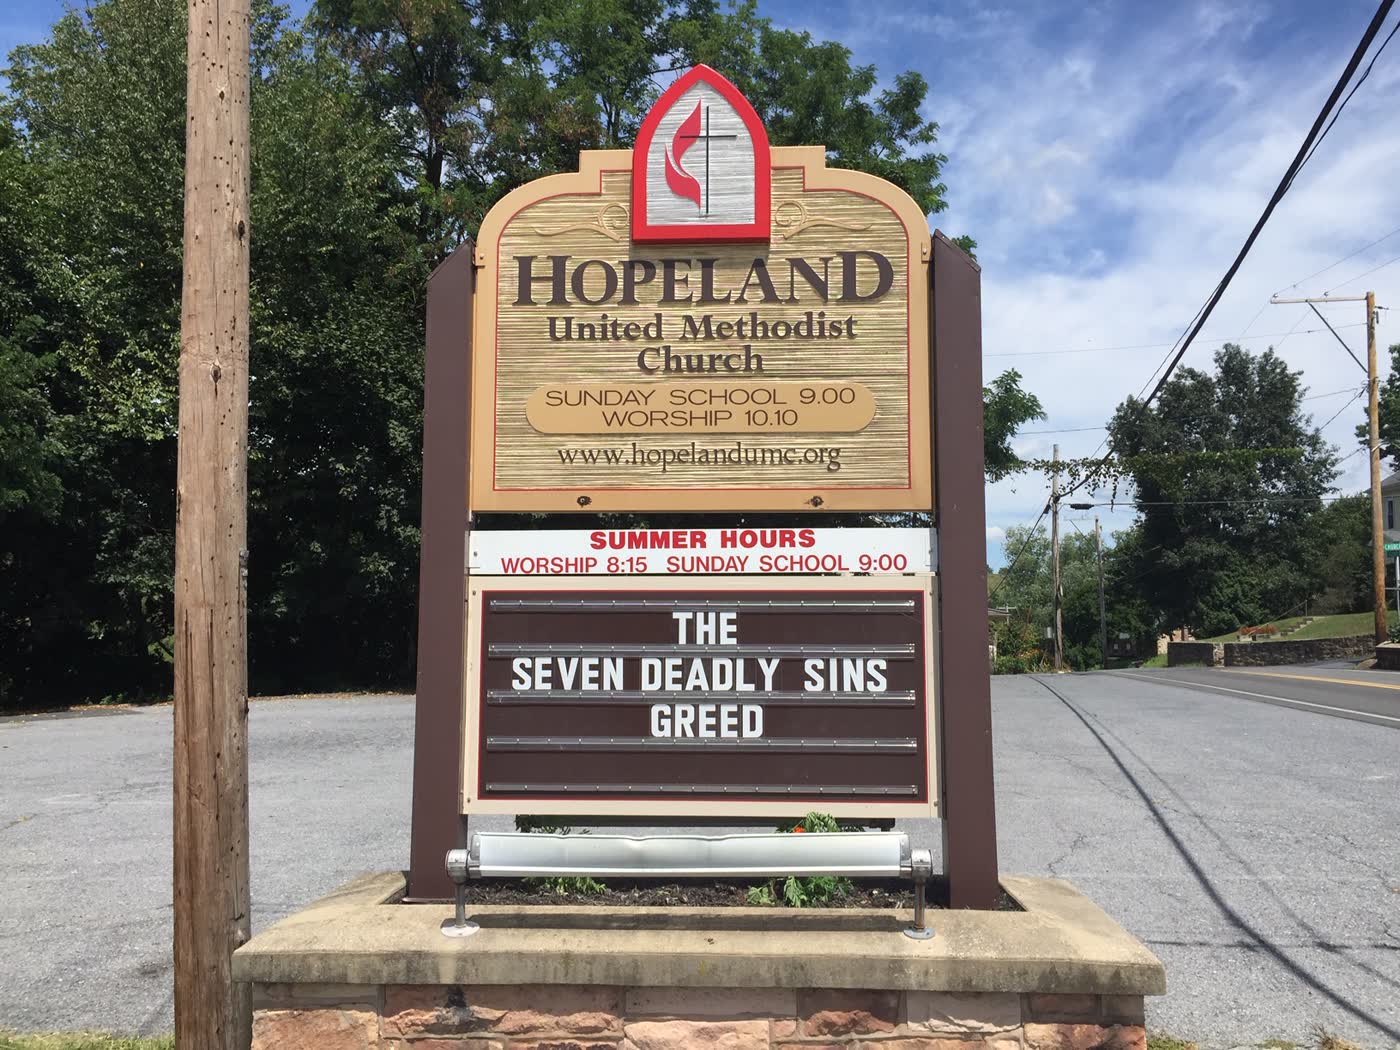 HOPELAND
United Methodist
Church
SUNDAY SCHOOL 9.00
WORSHIP 10.10
www.hopelandumc.org
SUMMER HOURS
WORSHIP 8:15 SUNDAY SCHOOL 9:00
THE
SEVEN DEADLY SINS
GREED